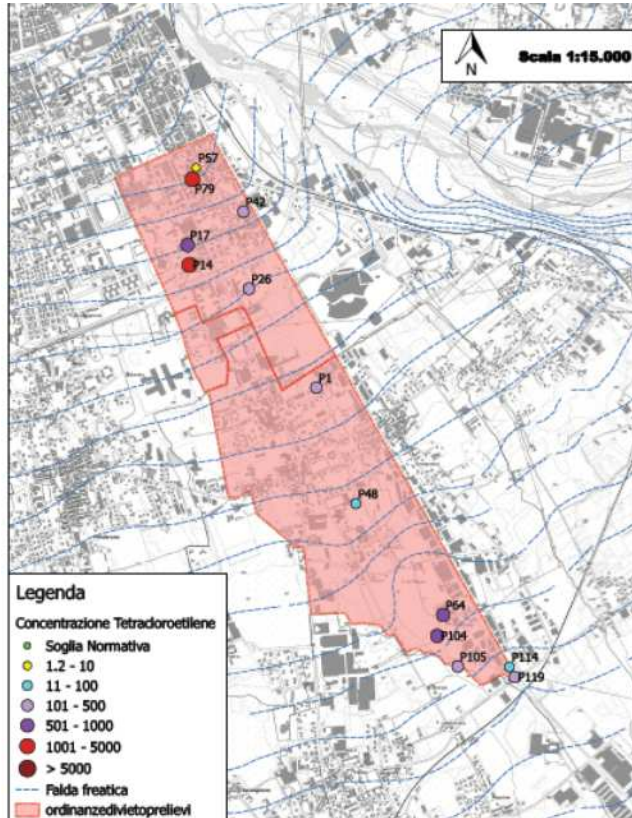 Scala 1:15.000
N
P57
P79
P42
P17
P14
P26
P1
P48
P64
P104
P105
P114
P119
Legenda
Concentrazione Tetracloroetilene
Soglia Normativa
1.2 - 10
11 - 100
101 - 500
501 - 1000
1001 - 5000
> 5000
Falda freatica
ordinanzedivietoprelievi